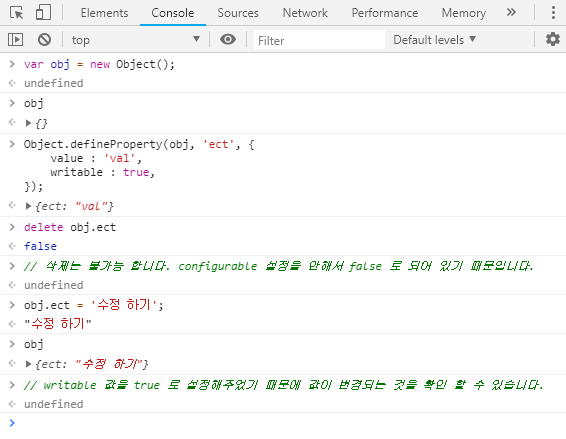 Elements Console Sources Network Performance Memory »
top ▼ Filter Default levels ▼
> var obj = new Object();
<· undefined
> obj
<· ▶{}
> Object.defineProperty(obj, 'ect', {
value : 'val',
writable : true,
});
<· ▶{ect: "val"}
> delete obj.ect
<· false
> // 삭제는 불가능 합니다. configurable 설정을 안해서 false 로 되어 있기 때문입니다.
<· undefined
> obj.ect = '수정 하기';
<· "수정 하기"
> obj
<· ▶{ect: "수정 하기"}
> // writable 값을 true 로 설정해주었기 때문에 값이 변경되는 것을 확인 할 수 있습니다.
<· undefined
>